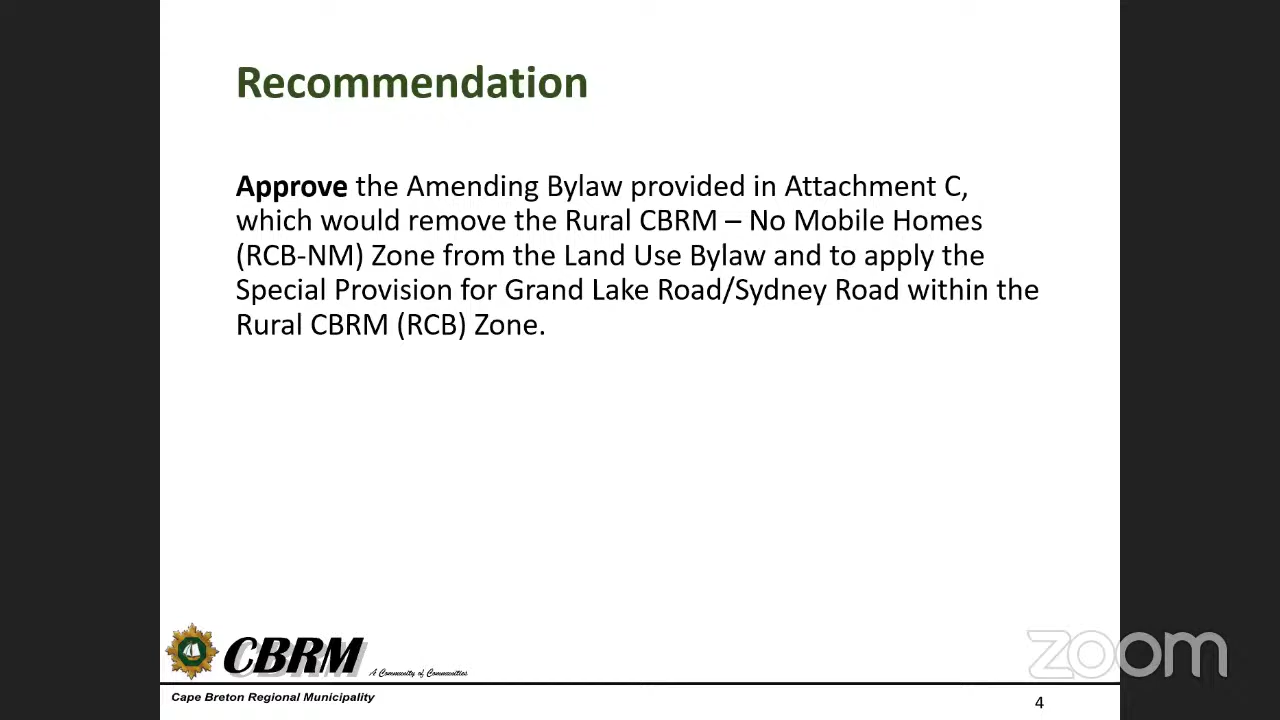 Recommendation
Approve the Amending Bylaw provided in Attachment C,
which would remove the Rural CBRM – No Mobile Homes
(RCB-NM) Zone from the Land Use Bylaw and to apply the
Special Provision for Grand Lake Road/Sydney Road within the
Rural CBRM (RCB) Zone.
CBRM
A Community of Communities
Cape Breton Regional Municipality
zoom
4